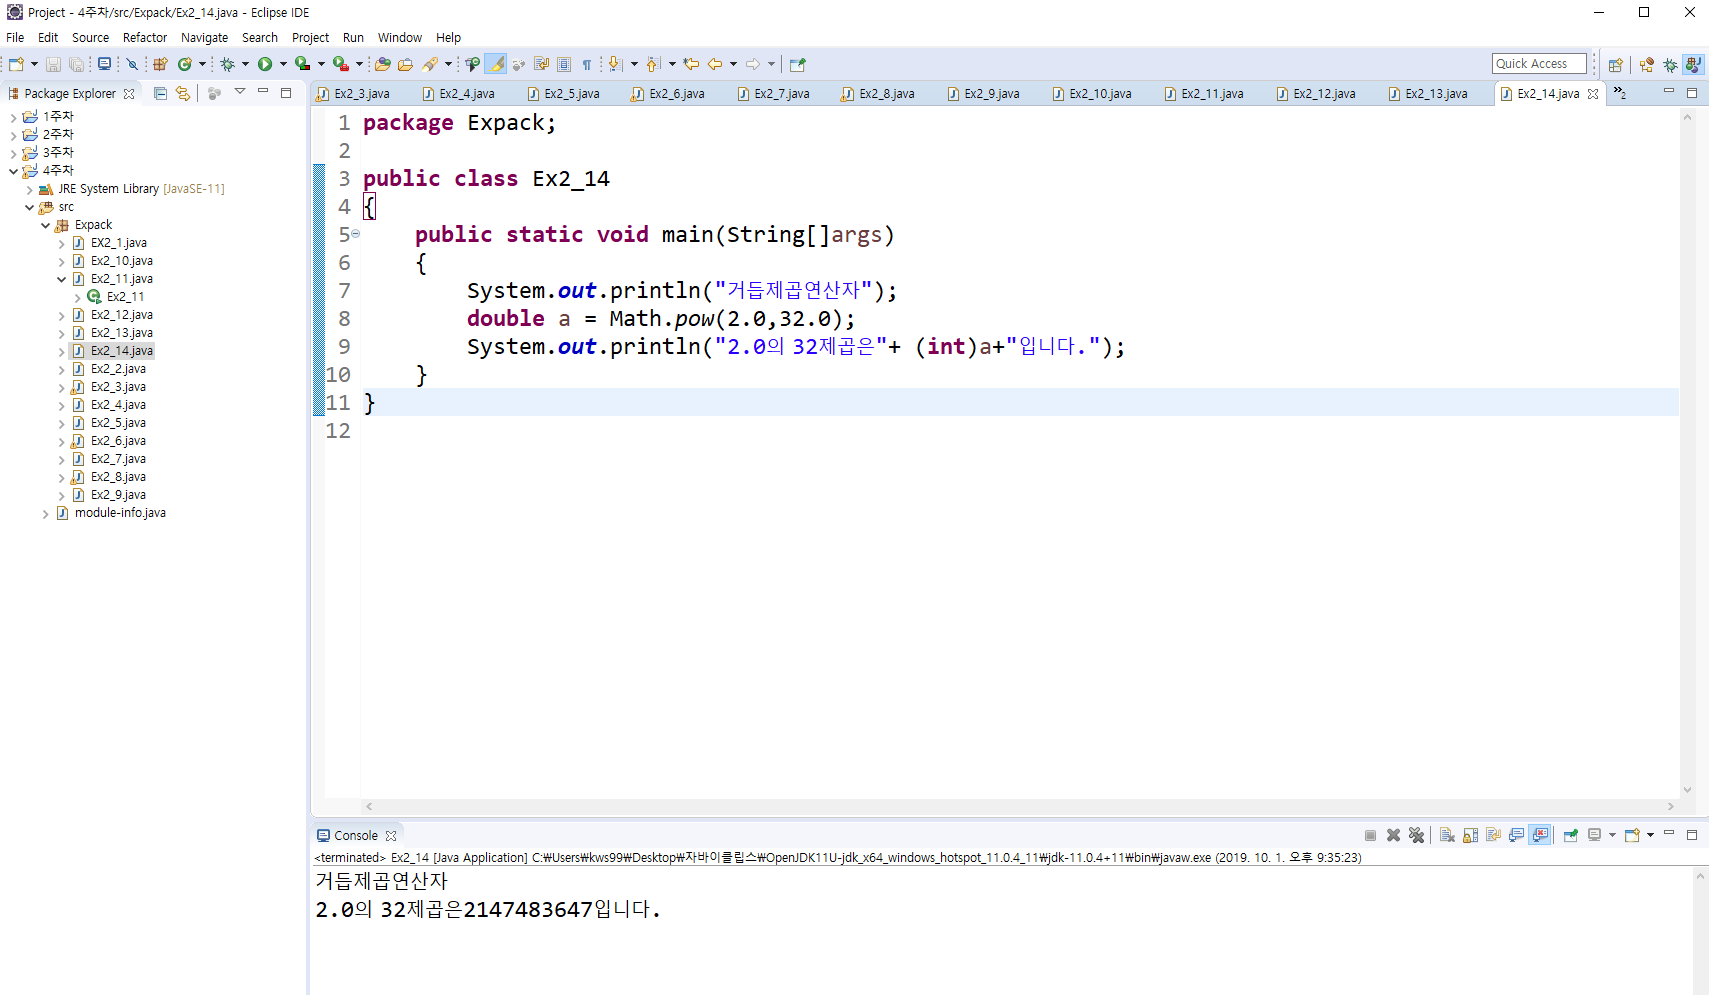 Project - 4주차/src/Expack/Ex2_14.java - Eclipse IDE
File Edit Source Refactor Navigate Search Project Run Window Help
Quick Access
Package Explorer
Ex2_3.java Ex2_4.java Ex2_5.java Ex2_6.java Ex2_7.java Ex2_8.java Ex2_9.java Ex2_10.java Ex2_11.java Ex2_12.java Ex2_13.java Ex2_14.java »2
1주차
2주차
3주차
4주차
JRE System Library [JavaSE-11]
src
Expack
EX2_1.java
Ex2_10.java
Ex2_11.java
Ex2_11
Ex2_12.java
Ex2_13.java
Ex2_14.java
Ex2_2.java
Ex2_3.java
Ex2_4.java
Ex2_5.java
Ex2_6.java
Ex2_7.java
Ex2_8.java
Ex2_9.java
module-info.java
1 package Expack;
2
3 public class Ex2_14
4 {
5 public static void main(String[]args)
6 {
7 System.out.println("거듭제곱연산자");
8 double a = Math.pow(2.0,32.0);
9 System.out.println("2.0의 32제곱은"+ (int)a+"입니다.");
10 }
11 }
12
Console
<terminated> Ex2_14 [Java Application] C:₩Users₩kws99₩Desktop₩자바이클립스₩OpenJDK11U-jdk_x64_windows_hotspot_11.0.4_11₩jdk-11.0.4+11₩bin₩javaw.exe (2019. 10. 1. 오후 9:35:23)
거듭제곱연산자
2.0의 32제곱은2147483647입니다.